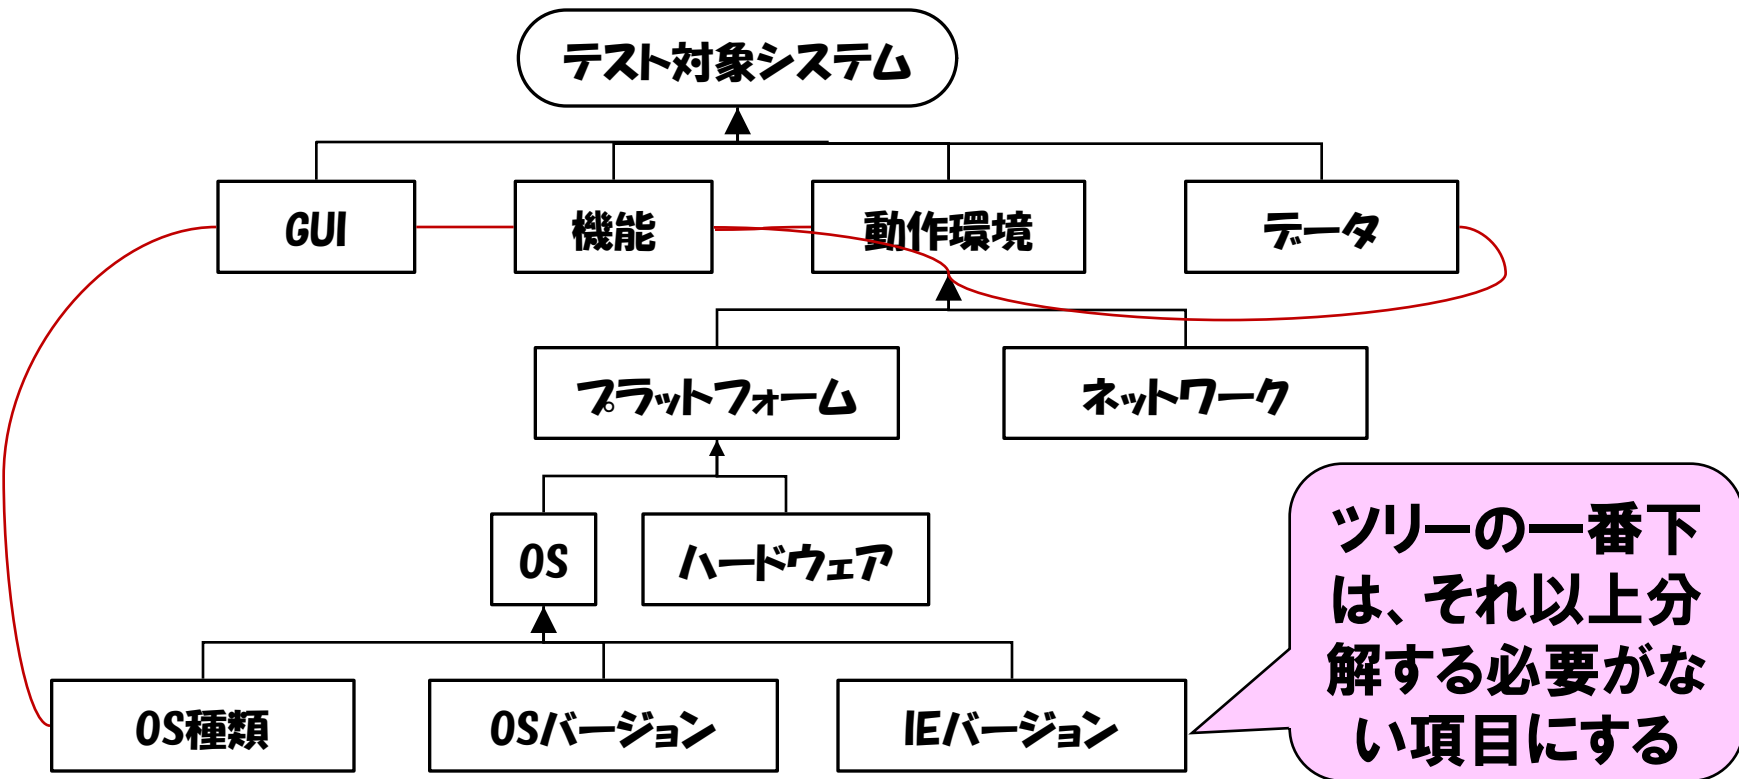 テスト対象システム
GUI
機能
動作環境
データ
プラットフォーム
ネットワーク
OS
ハードウェア
ツリーの一番下
は、それ以上分
解する必要がな
い項目にする
OS種類
OSバージョン
IEバージョン